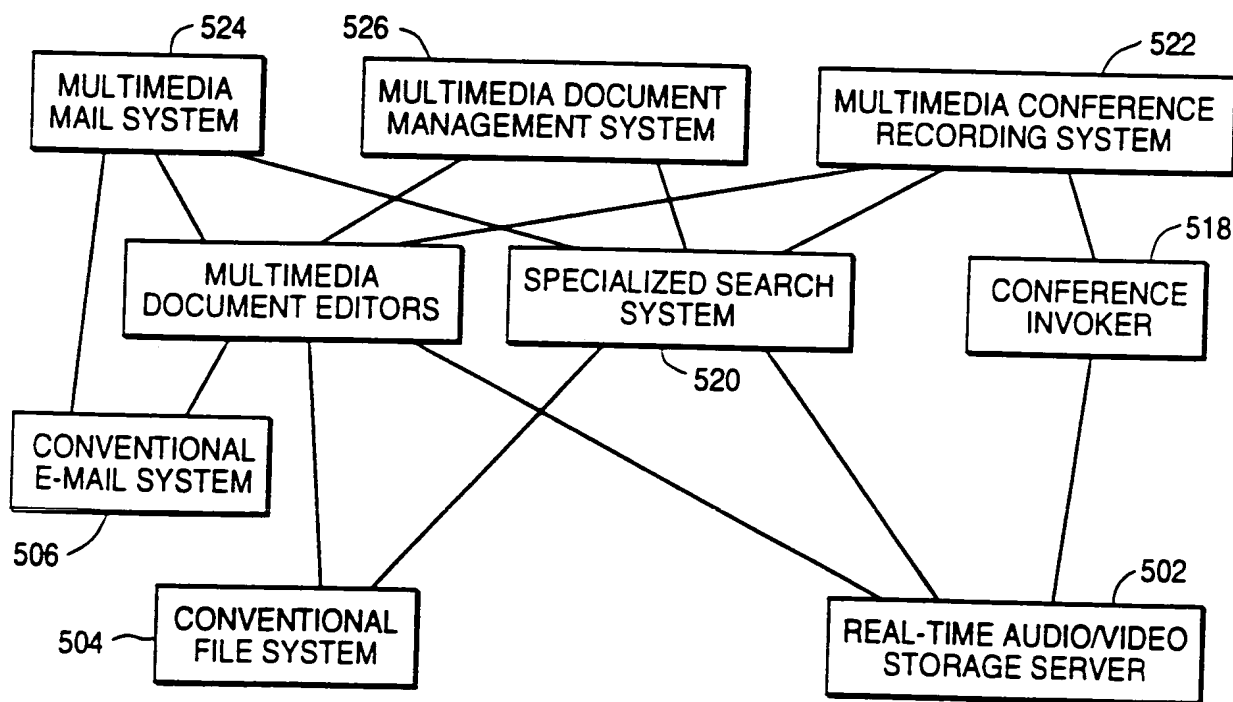 524
526
522
MULTIMEDIA
MAIL SYSTEM
MULTIMEDIA DOCUMENT
MANAGEMENT SYSTEM
MULTIMEDIA CONFERENCE
RECORDING SYSTEM
518
MULTIMEDIA
DOCUMENT EDITORS
SPECIALIZED SEARCH
SYSTEM
CONFERENCE
INVOKER
520
CONVENTIONAL
E-MAIL SYSTEM
506
502
504
CONVENTIONAL
FILE SYSTEM
REAL-TIME AUDIO/VIDEO
STORAGE SERVER